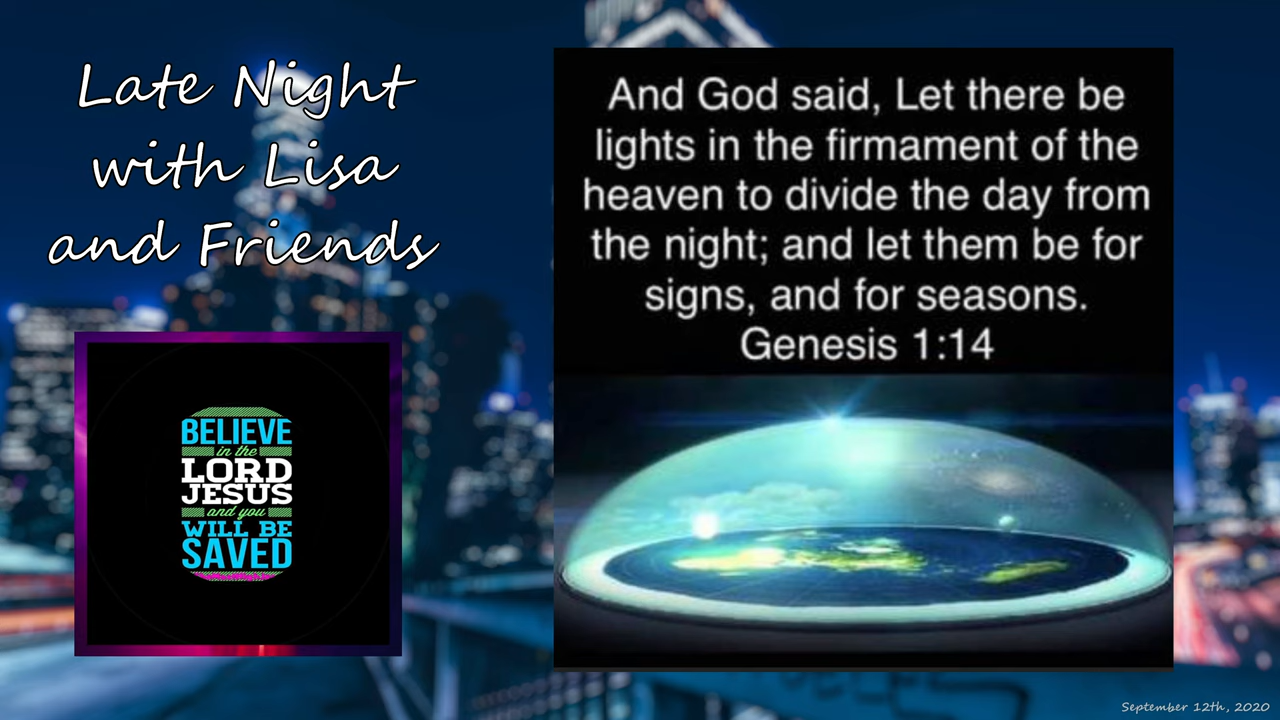 Late Night
with Lisa
and Friends
BELIEVE
in the
LORD
JESUS
and you
WILL BE
SAVED
And God said, Let there be
lights in the firmament of the
heaven to divide the day from
the night; and let them be for
signs, and for seasons.
Genesis 1:14
September 12th, 2020